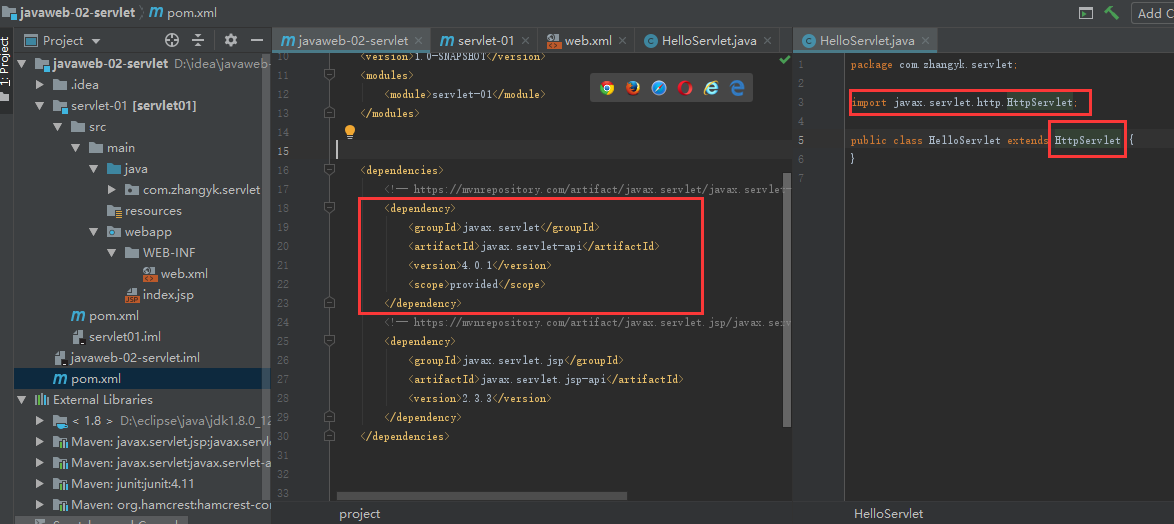 javaweb-02-servlet pom.xml
Add C
1: Project
Project
javaweb-02-servlet D:\idea\javaweb-
.idea
servlet-01 [servlet01]
src
main
java
com.zhangyk.servlet
resources
webapp
WEB-INF
web.xml
index.jsp
pom.xml
servlet01.iml
javaweb-02-servlet.iml
pom.xml
External Libraries
< 1.8 > D:\eclipse\java\jdk1.8.0_12
Maven: javax.servlet.jsp:javax.servle
Maven: javax.servlet:javax.servlet-a
Maven: junit:junit:4.11
Maven: org.hamcrest:hamcrest-co
javaweb-02-servlet servlet-01 web.xml HelloServlet.java
10 <version>1.0-SNAPSHOT</version>
11 <modules>
12 <module>servlet-01</module>
13 </modules>
14
15
16 <dependencies>
17 <!-- https://mvnrepository.com/artifact/javax.servlet/javax.servlet-
18 <dependency>
19 <groupId>javax.servlet</groupId>
20 <artifactId>javax.servlet-api</artifactId>
21 <version>4.0.1</version>
22 <scope>provided</scope>
23 </dependency>
24 <!-- https://mvnrepository.com/artifact/javax.servlet.jsp/javax.serv
25 <dependency>
26 <groupId>javax.servlet.jsp</groupId>
27 <artifactId>javax.servlet.jsp-api</artifactId>
28 <version>2.3.3</version>
29 </dependency>
30 </dependencies>
31
32
33
project
HelloServlet.java
1 package com.zhangyk.servlet;
2
3 import javax.servlet.http.HttpServlet;
4
5 public class HelloServlet extends HttpServlet {
6 }
7
HelloServlet